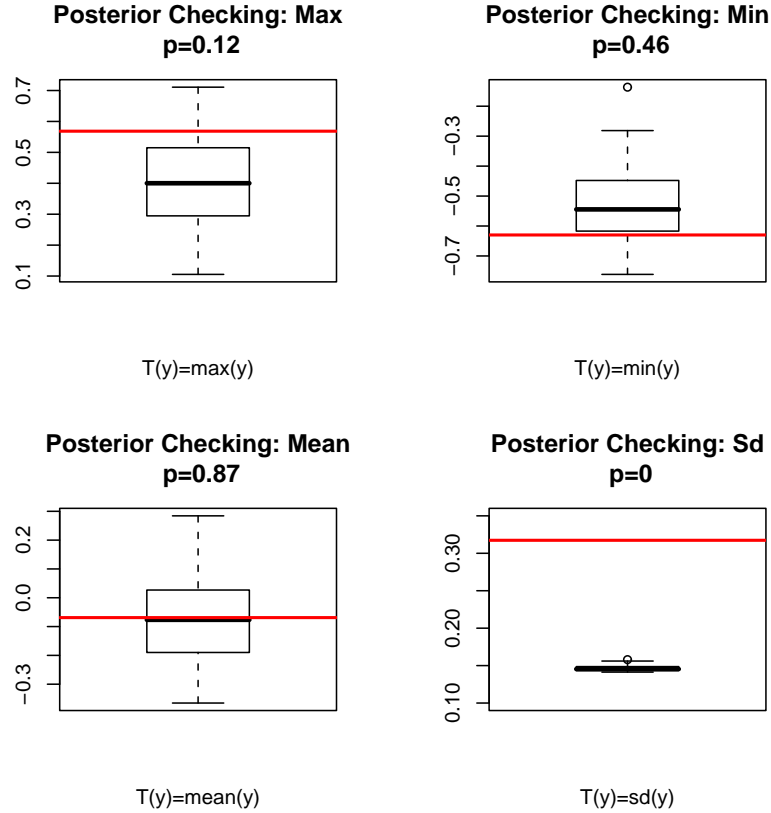 Posterior Checking: Max
p=0.12
0.7
0.5
0.3
0.1
T(y)=max(y)
Posterior Checking: Min
p=0.46
−0.3
−0.5
−0.7
T(y)=min(y)
Posterior Checking: Mean
p=0.87
0.2
0.0
−0.3
T(y)=mean(y)
Posterior Checking: Sd
p=0
0.30
0.20
0.10
T(y)=sd(y)